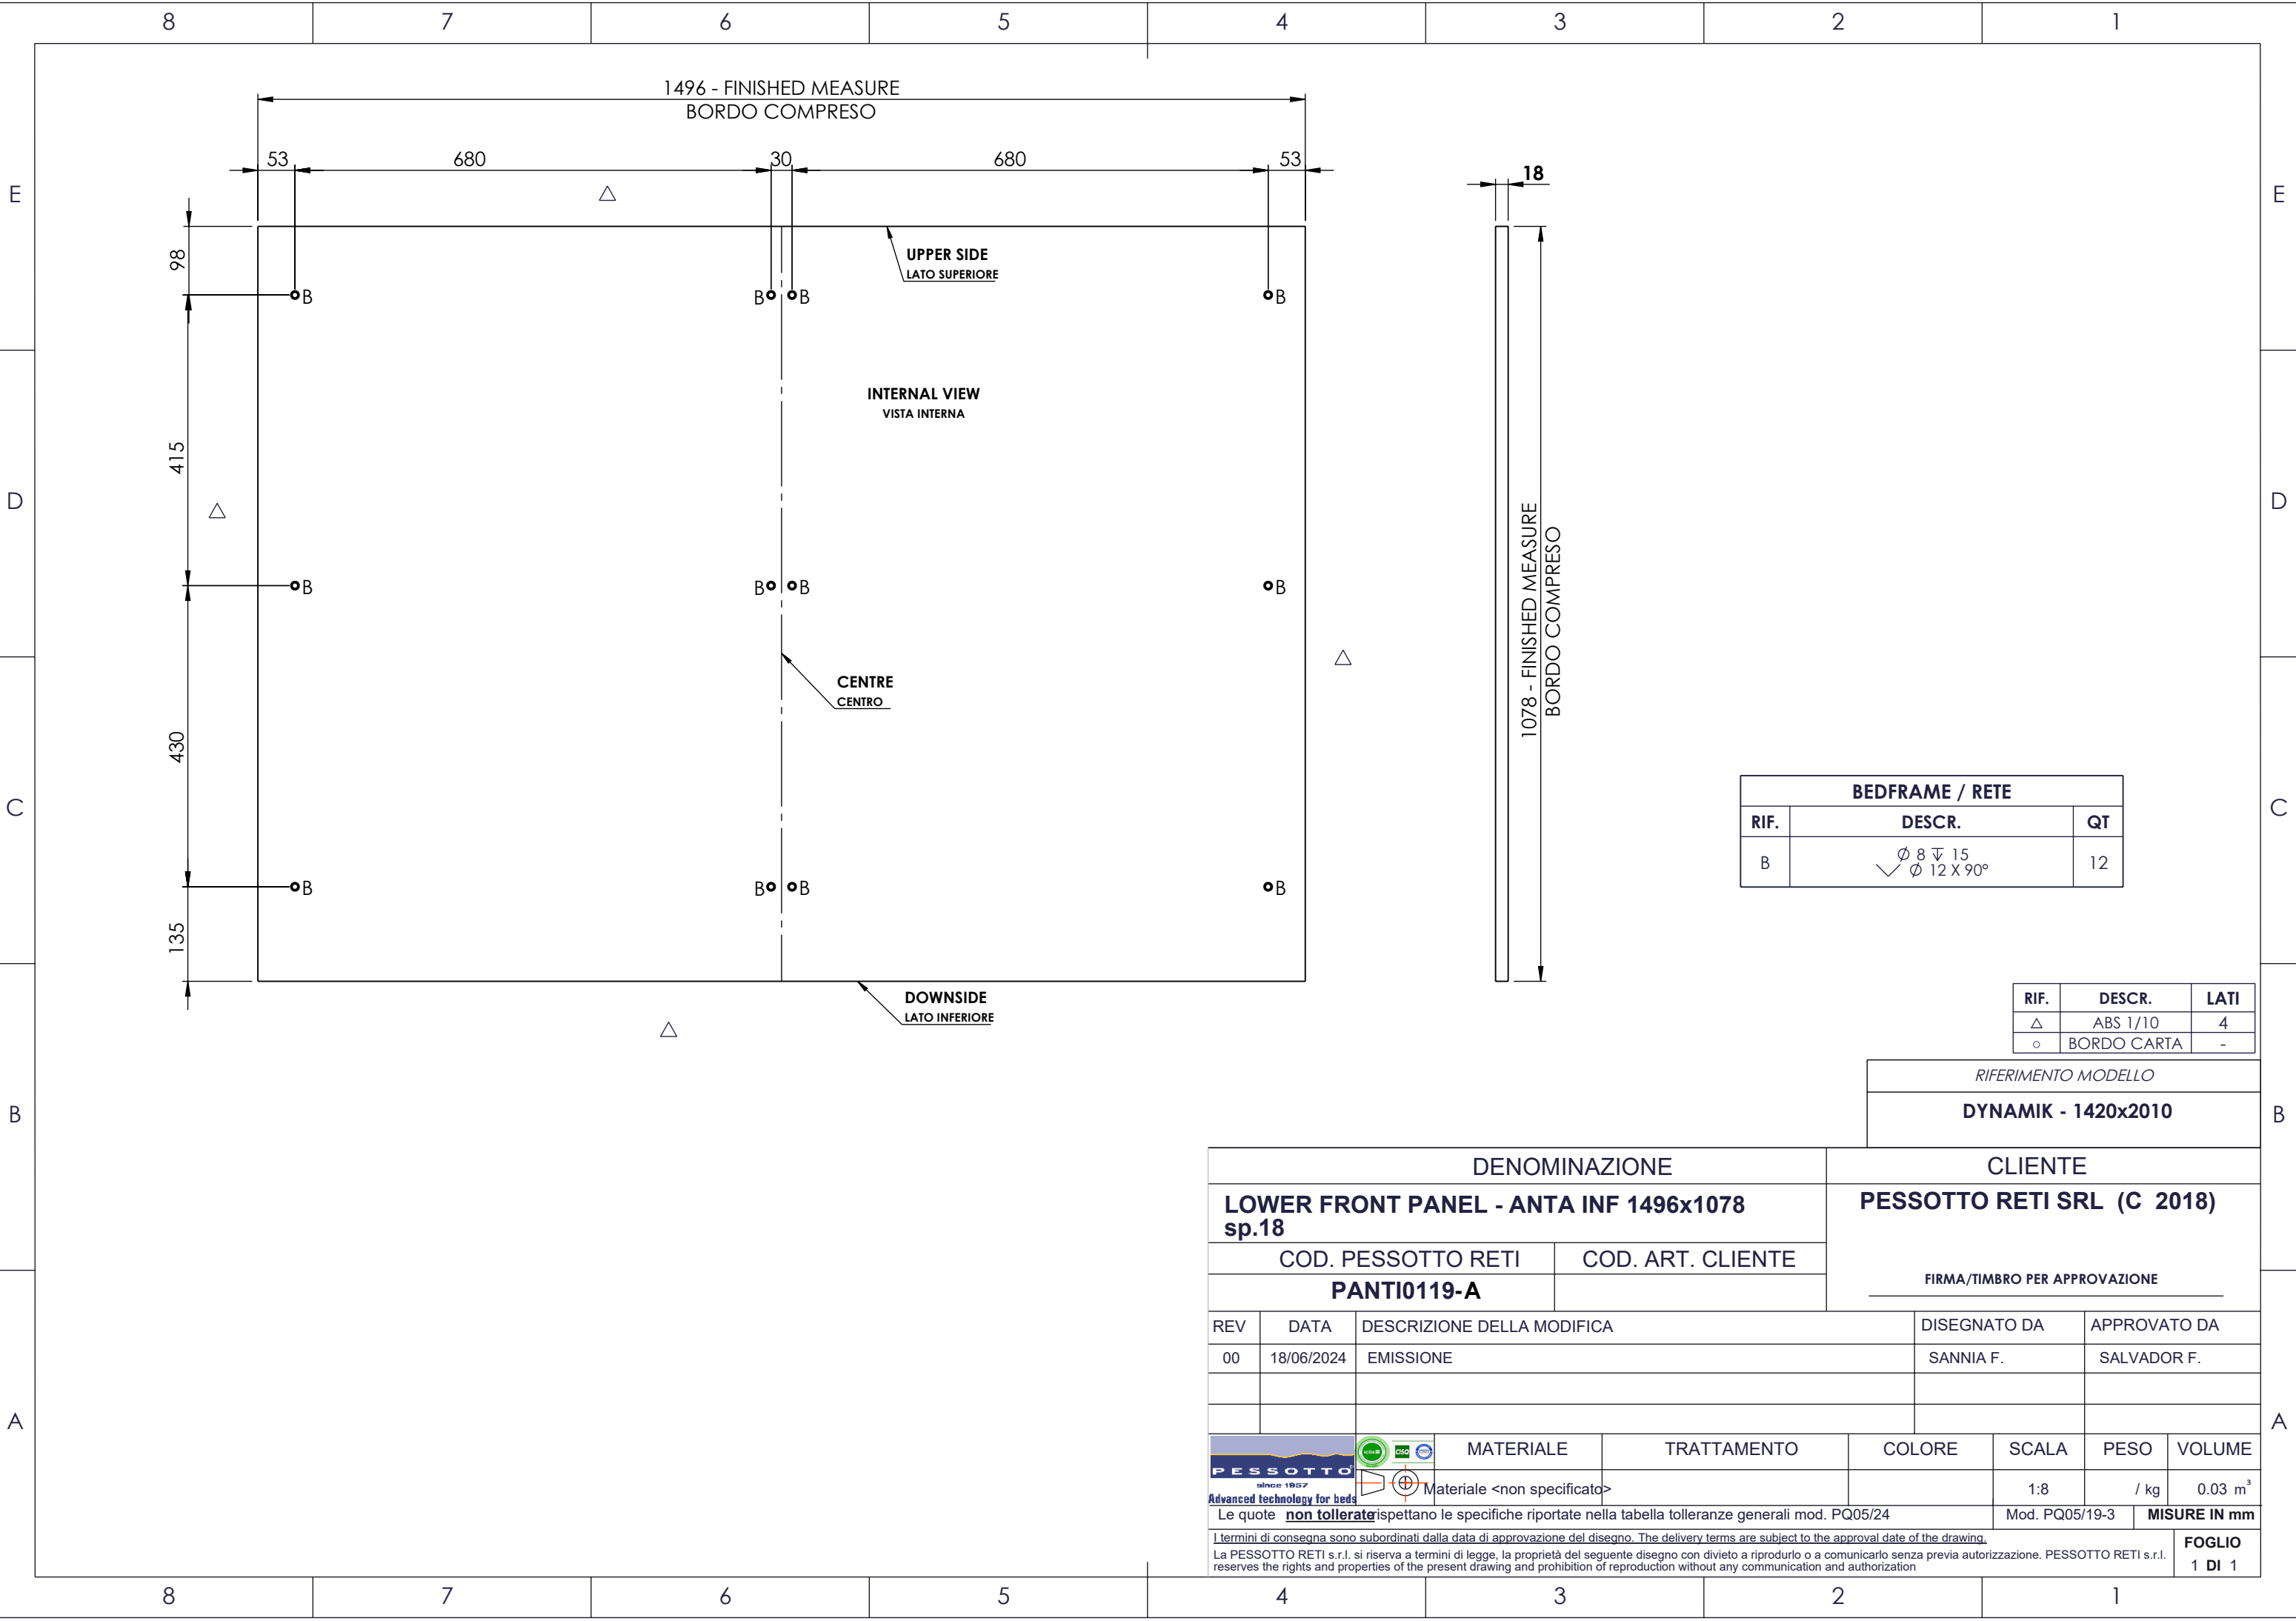 8 7 6 5 4 3 2 1
1496 - FINISHED MEASURE
BORDO COMPRESO
53 680 30 680 53
18
E E
98
UPPER SIDE
LATO SUPERIORE
B B B B
INTERNAL VIEW
VISTA INTERNA
415
D D
1078 - FINISHED MEASURE
BORDO COMPRESO
B B B B
CENTRE
CENTRO
430
C C
BEDFRAME / RETE
RIF. DESCR. QT
B ∅ 8 ↧ 15 12
⌵ ∅ 12 X 90°
B B B B
135
DOWNSIDE
LATO INFERIORE
RIF. DESCR. LATI
△ ABS 1/10 4
○ BORDO CARTA -
RIFERIMENTO MODELLO
DYNAMIK - 1420x2010
B B
DENOMINAZIONE CLIENTE
LOWER FRONT PANEL - ANTA INF 1496x1078
sp.18
PESSOTTO RETI SRL (C 2018)
COD. PESSOTTO RETI COD. ART. CLIENTE
PANTI0119-A
FIRMA/TIMBRO PER APPROVAZIONE
REV DATA DESCRIZIONE DELLA MODIFICA DISEGNATO DA APPROVATO DA
00 18/06/2024 EMISSIONE SANNIA F. SALVADOR F.
A A
PESSOTTO
since 1957
Advanced technology for beds
MATERIALE TRATTAMENTO COLORE SCALA PESO VOLUME
Materiale <non specificato> 1:8 / kg 0.03 m³
Le quote non tollerate rispettano le specifiche riportate nella tabella tolleranze generali mod. PQ05/24 Mod. PQ05/19-3 MISURE IN mm
I termini di consegna sono subordinati dalla data di approvazione del disegno. The delivery terms are subject to the approval date of the drawing.
La PESSOTTO RETI s.r.l. si riserva a termini di legge, la proprietà del seguente disegno con divieto a riprodurlo o a comunicarlo senza previa autorizzazione. PESSOTTO RETI s.r.l.
reserves the rights and properties of the present drawing and prohibition of reproduction without any communication and authorization
FOGLIO
1 DI 1
8 7 6 5 4 3 2 1